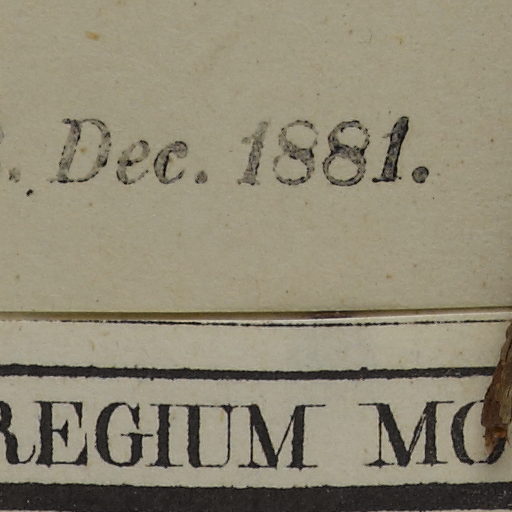 Dec. 1881.
REGIUM MO